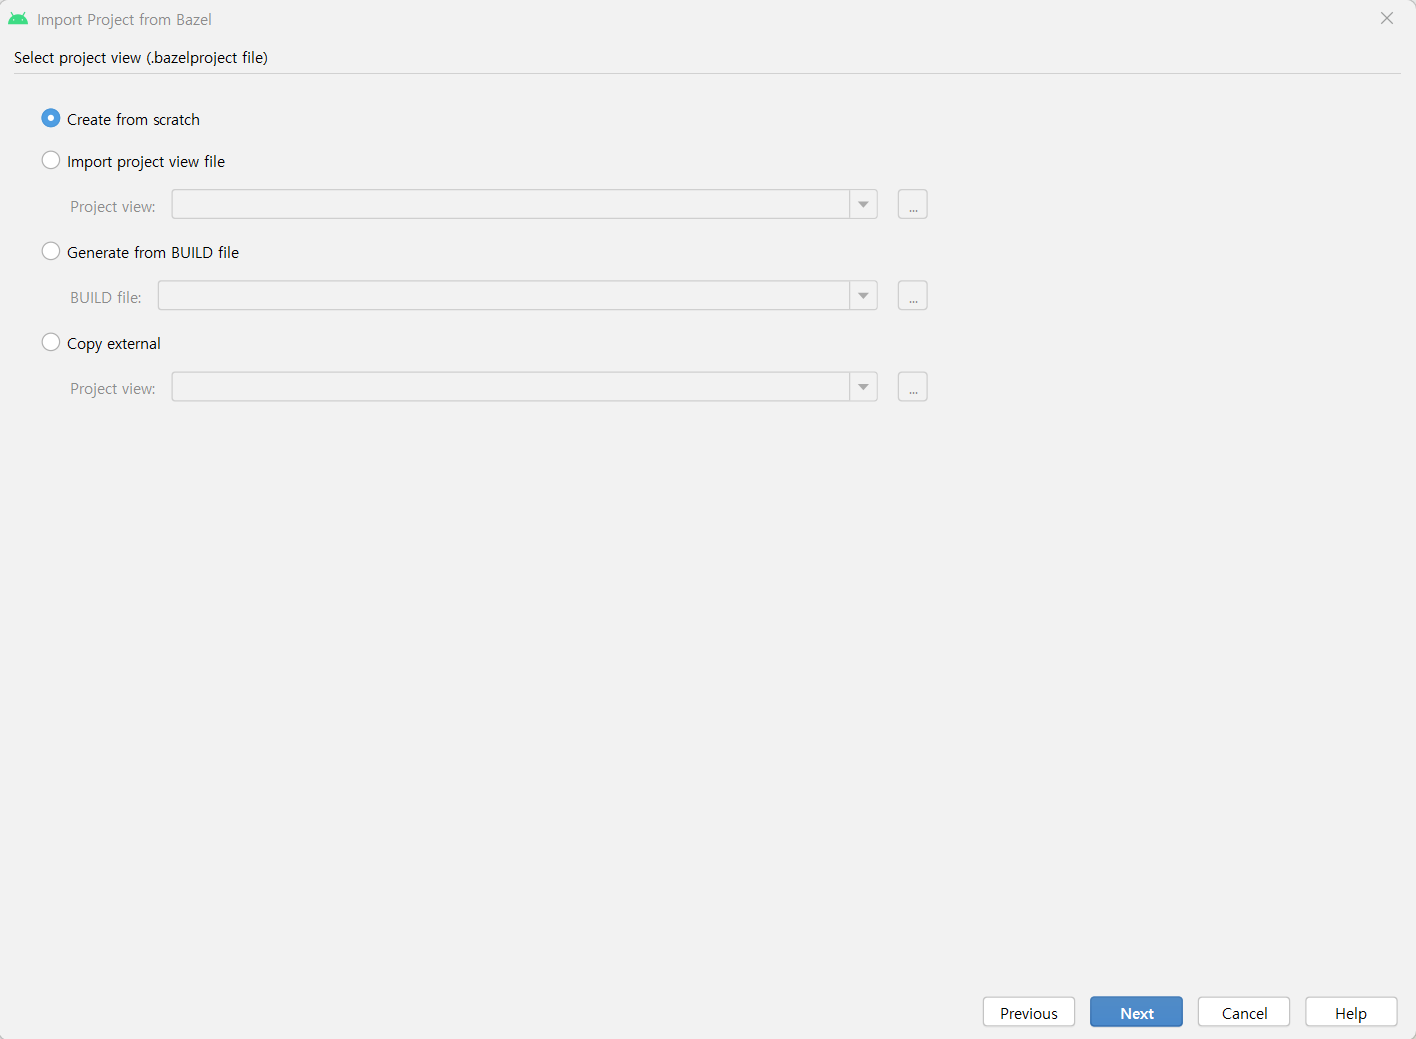 Import Project from Bazel
Select project view (.bazelproject file)
Create from scratch
Import project view file
Project view:
...
Generate from BUILD file
BUILD file:
...
Copy external
Project view:
...
Previous Next Cancel Help